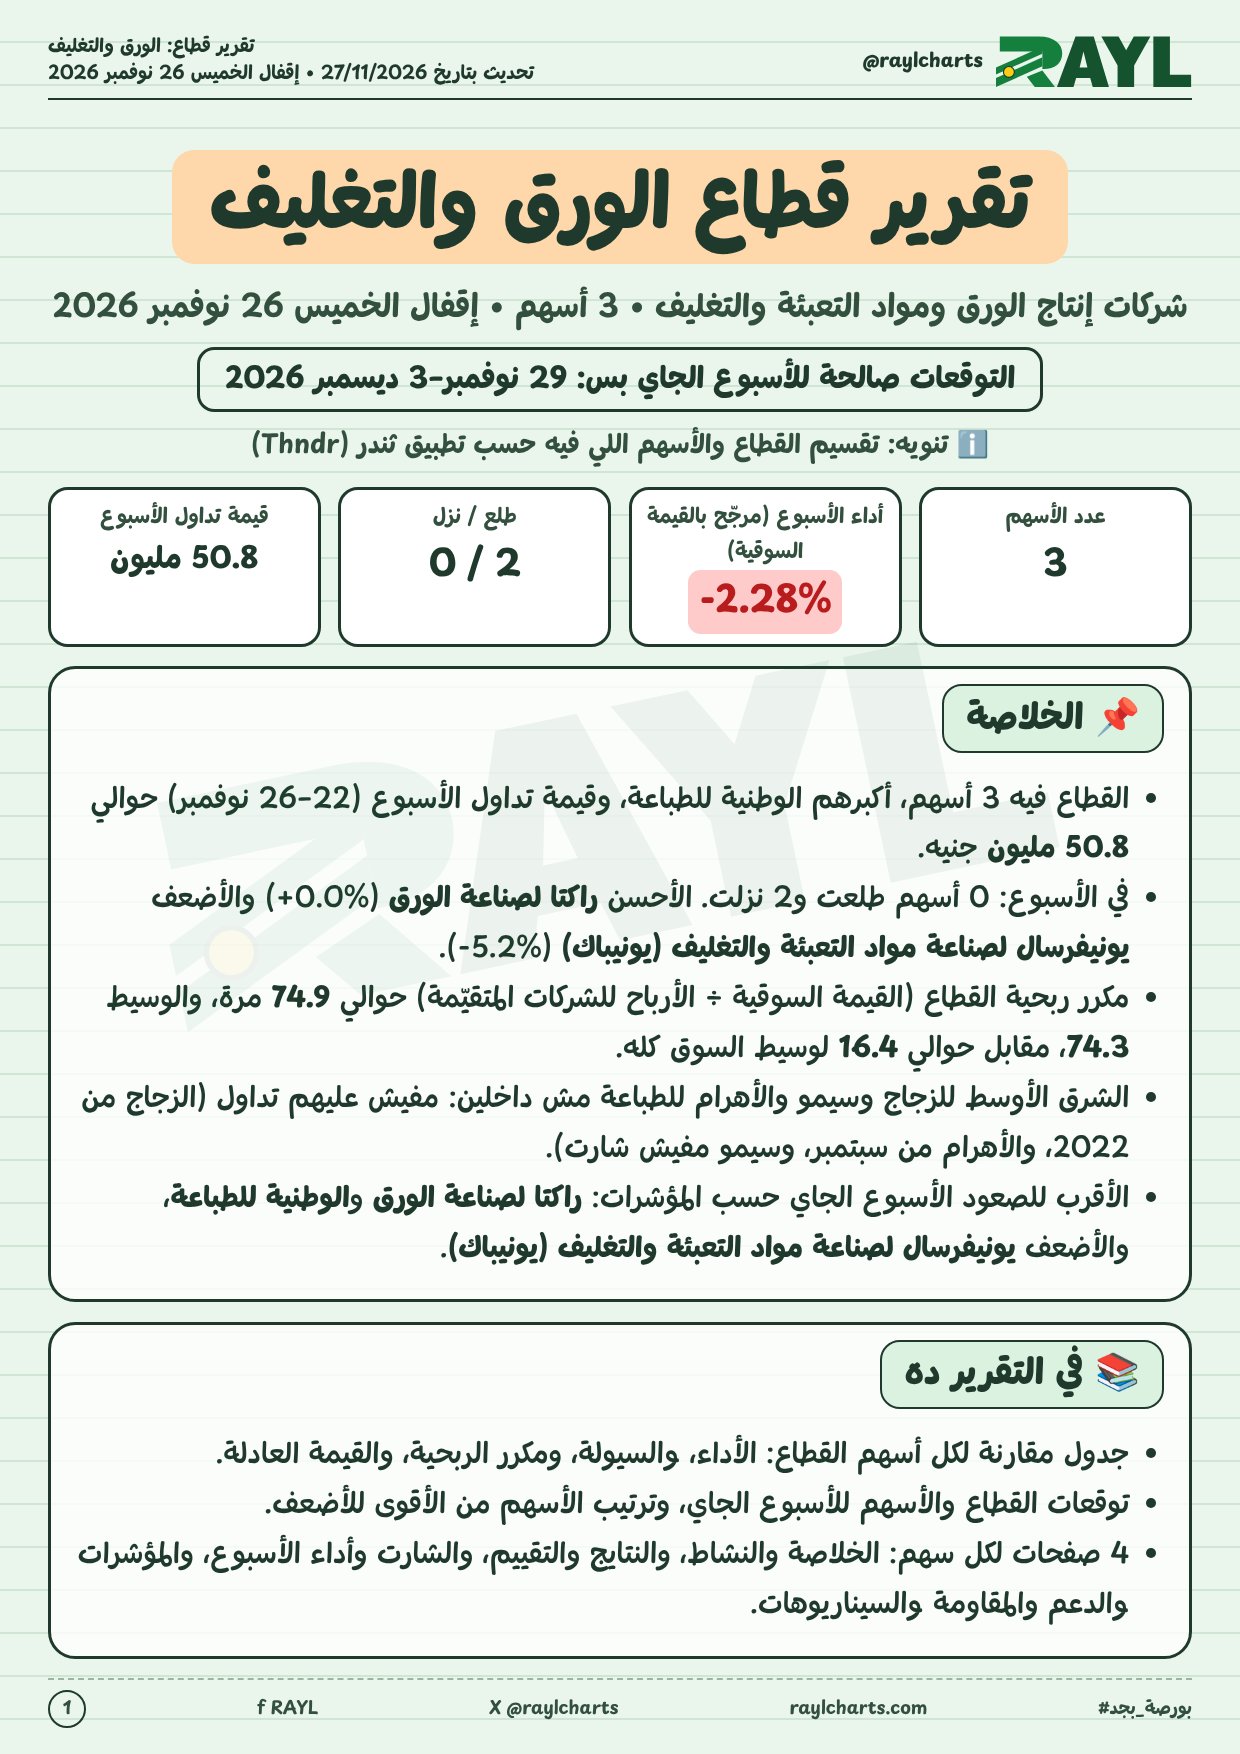 RAYL @raylcharts
تقرير قطاع: الورق والتغليف
تحديث بتاريخ 27/11/2026 • إقفال الخميس 26 نوفمبر 2026
تقرير قطاع الورق والتغليف
شركات إنتاج الورق ومواد التعبئة والتغليف • 3 أسهم • إقفال الخميس 26 نوفمبر 2026
التوقعات صالحة للأسبوع الجاي بس: 29 نوفمبر–3 ديسمبر 2026
ℹ️ تنويه: تقسيم القطاع والأسهم اللي فيه حسب تطبيق ثندر (Thndr)
عدد الأسهم
3
أداء الأسبوع (مرجّح بالقيمة
السوقية)
-2.28%
طلع / نزل
0 / 2
قيمة تداول الأسبوع
50.8 مليون
RAYL
📌 الخلاصة
• القطاع فيه 3 أسهم، أكبرهم الوطنية للطباعة، وقيمة تداول الأسبوع (22–26 نوفمبر) حوالي
50.8 مليون جنيه.
• في الأسبوع: 0 أسهم طلعت و2 نزلت. الأحسن راكتا لصناعة الورق (+0.0%) والأضعف
يونيفرسال لصناعة مواد التعبئة والتغليف (يونيباك) (-5.2%).
• مكرر ربحية القطاع (القيمة السوقية ÷ الأرباح للشركات المتقيّمة) حوالي 74.9 مرة، والوسيط
74.3، مقابل حوالي 16.4 لوسيط السوق كله.
• الشرق الأوسط للزجاج وسيمو والأهرام للطباعة مش داخلين: مفيش عليهم تداول (الزجاج من
2022، والأهرام من سبتمبر، وسيمو مفيش شارت).
• الأقرب للصعود الأسبوع الجاي حسب المؤشرات: راكتا لصناعة الورق والوطنية للطباعة،
والأضعف يونيفرسال لصناعة مواد التعبئة والتغليف (يونيباك).
📚 في التقرير دة
• جدول مقارنة لكل أسهم القطاع: الأداء، والسيولة، ومكرر الربحية، والقيمة العادلة.
• توقعات القطاع والأسهم للأسبوع الجاي، وترتيب الأسهم من الأقوى للأضعف.
• 4 صفحات لكل سهم: الخلاصة والنشاط، والنتايج والتقييم، والشارت وأداء الأسبوع، والمؤشرات
والدعم والمقاومة والسيناريوهات.
#بورصة_بجد
raylcharts.com
X @raylcharts
f RAYL
1